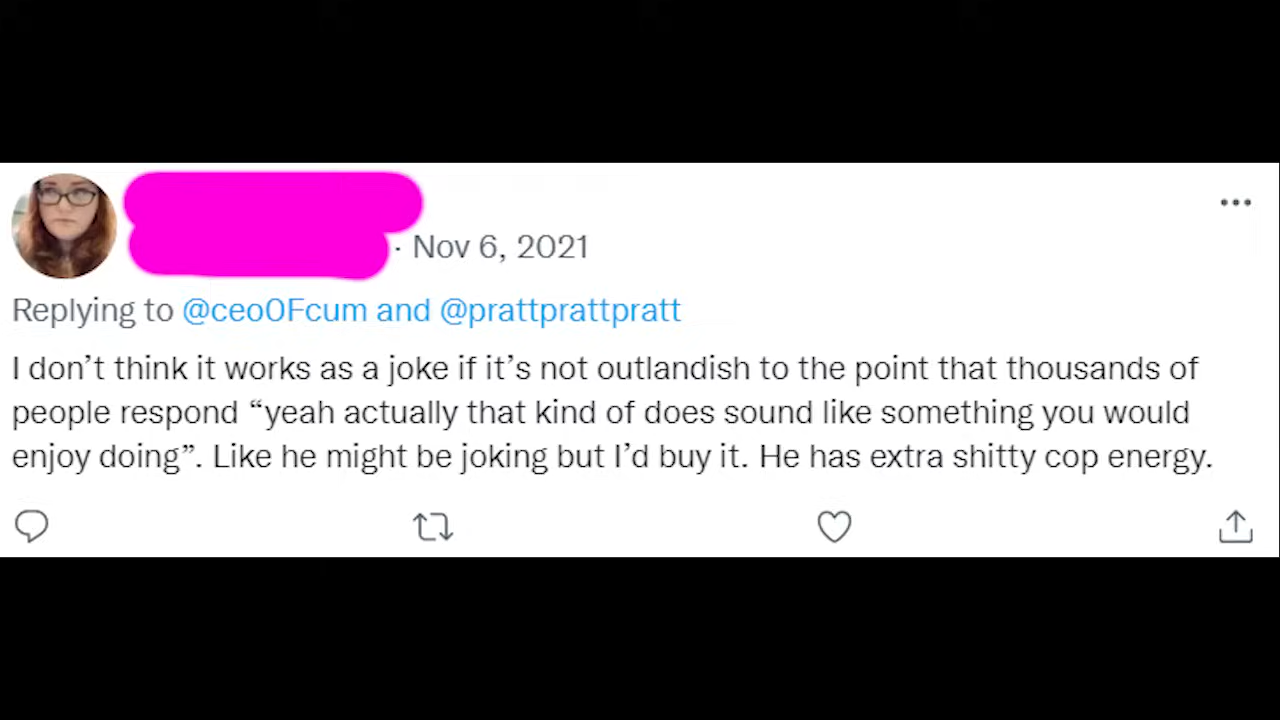 · Nov 6, 2021
Replying to @ceoOFcum and @prattprattpratt
I don’t think it works as a joke if it’s not outlandish to the point that thousands of
people respond “yeah actually that kind of does sound like something you would
enjoy doing”. Like he might be joking but I’d buy it. He has extra shitty cop energy.